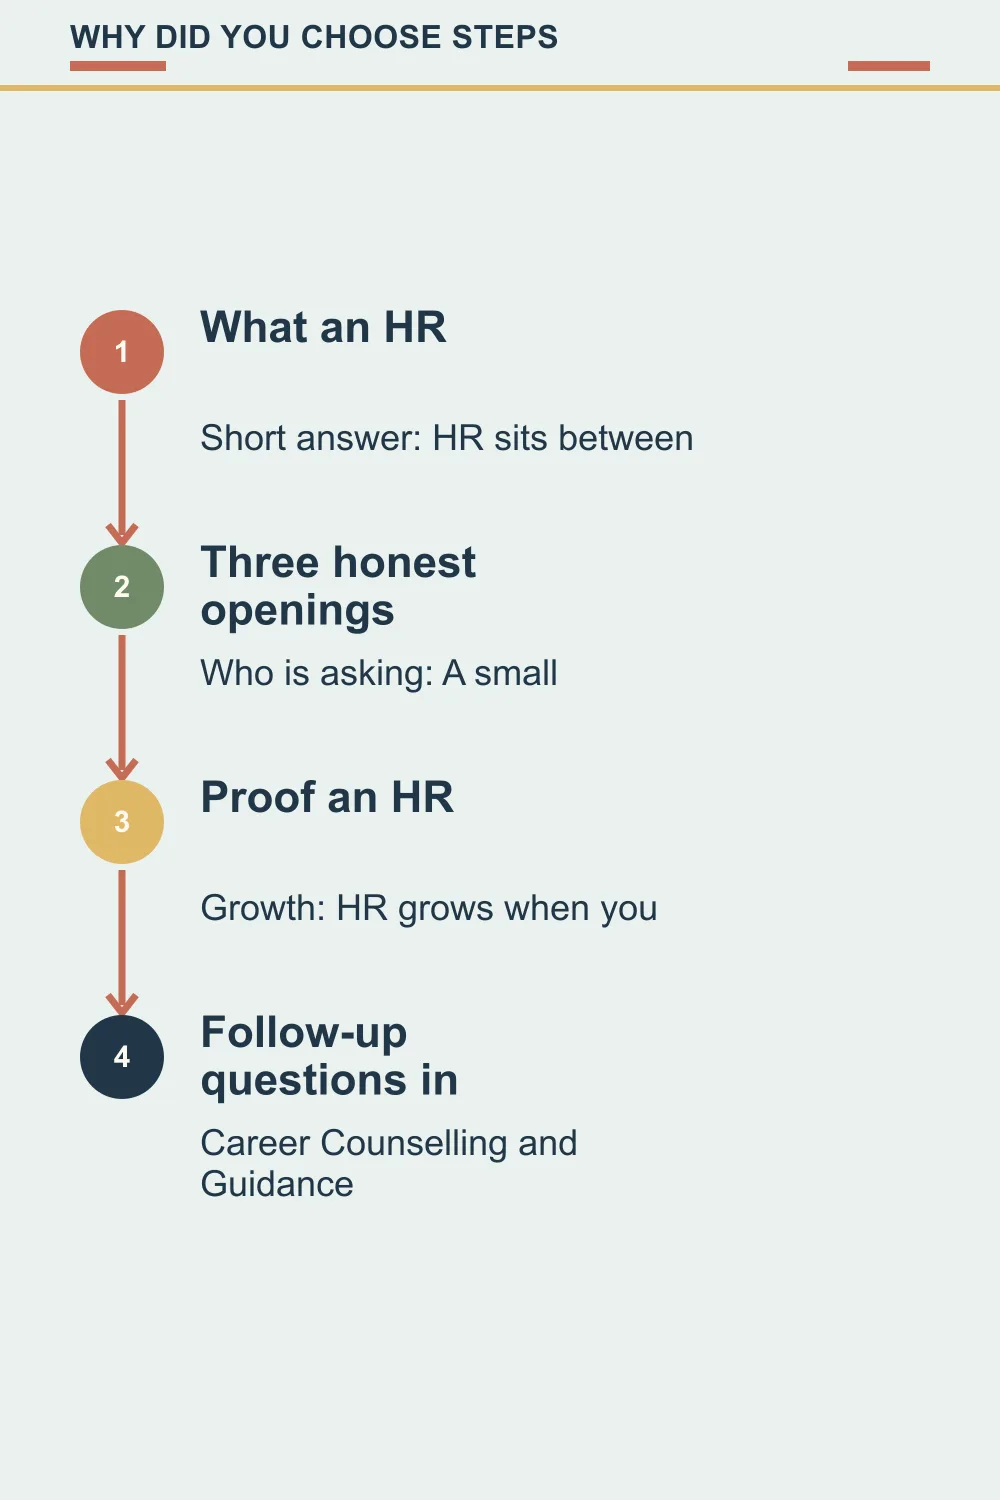 WHY DID YOU CHOOSE STEPS
1
What an HR
Short answer: HR sits between
2
Three honest
openings
Who is asking: A small
3
Proof an HR
Growth: HR grows when you
4
Follow-up
questions in
Career Counselling and
Guidance